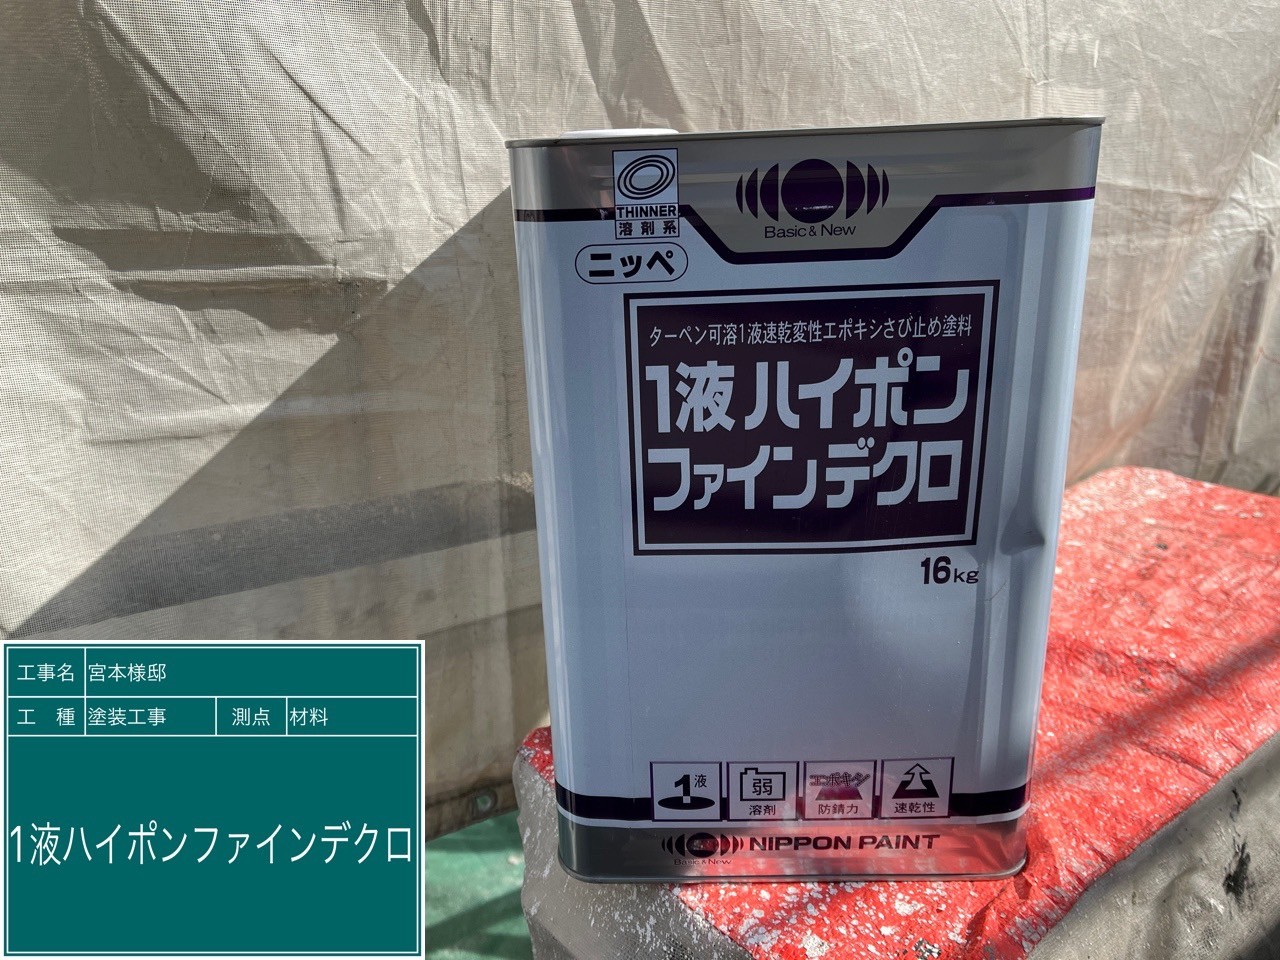 THINNER
溶剤系
Basic & New
ニッペ
ターペン可溶1液速乾変性エポキシさび止め塗料
1液ハイポン
ファインデクロ
16kg
1液
弱
溶剤
エポキシ
防錆力
速乾性
Basic & New
NIPPON PAINT
工事名 宮本様邸
工 種 塗装工事 測点 材料
1液ハイポンファインデクロ